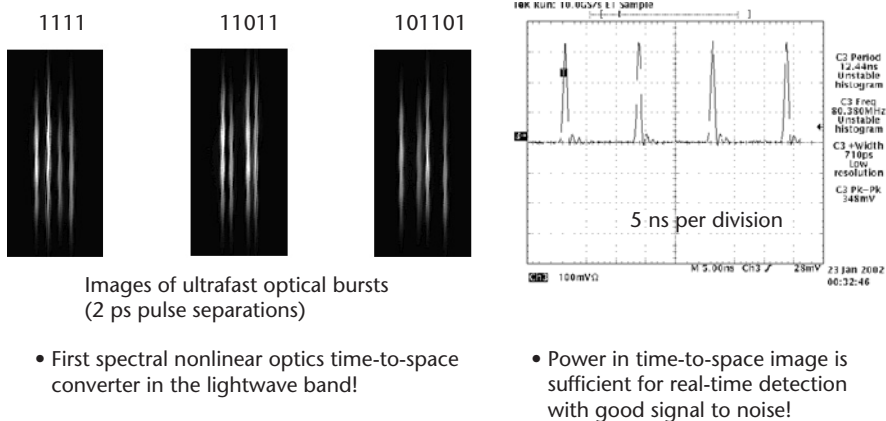 1111 11011 101101
Images of ultrafast optical bursts
(2 ps pulse separations)
• First spectral nonlinear optics time-to-space
converter in the lightwave band!
Run: 10.0GS/s ET Sample
C3 Period
12.44ns
Unstable
histogram
C3 Freq
80.380MHz
Unstable
histogram
C3 +Width
710ps
Low
resolution
C3 Pk-Pk
348mV
5 ns per division
Ch3 100mVΩ M 5.00ns Ch3 28mV
23 Jan 2002
00:32:46
• Power in time-to-space image is
sufficient for real-time detection
with good signal to noise!